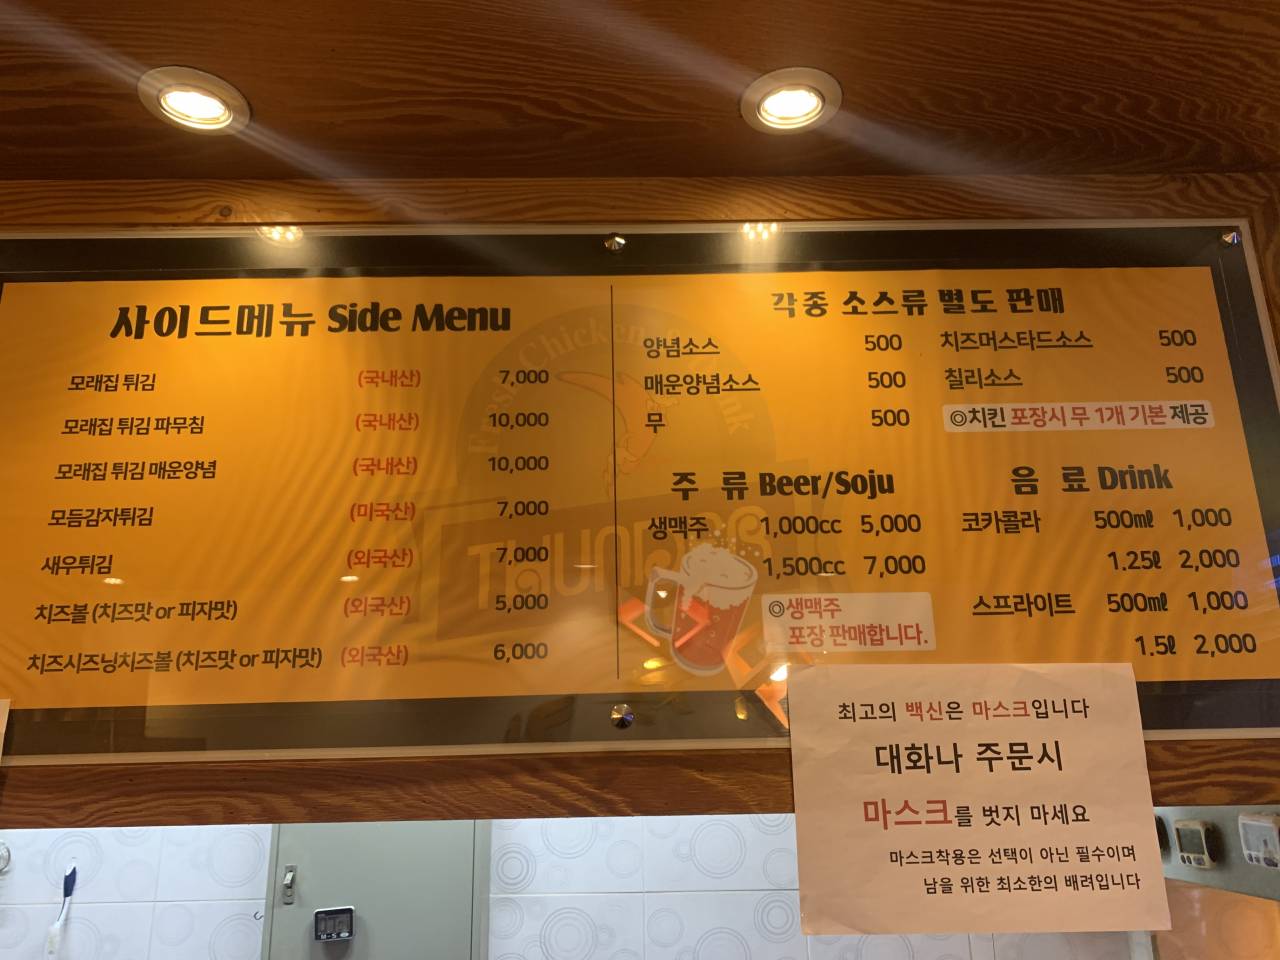 사이드메뉴 Side Menu
모래집 튀김 (국내산) 7,000
모래집 튀김 파무침 (국내산) 10,000
모래집 튀김 매운양념 (국내산) 10,000
모듬감자튀김 (미국산) 7,000
새우튀김 (외국산) 7,000
치즈볼 (치즈맛 or 피자맛) (외국산) 5,000
치즈시즈닝치즈볼 (치즈맛 or 피자맛) (외국산) 6,000
각종 소스류 별도 판매
양념소스 500
매운양념소스 500
무 500
치즈머스타드소스 500
칠리소스 500
◎치킨 포장시 무 1개 기본 제공
주 류 Beer/Soju
생맥주 1,000cc 5,000
1,500cc 7,000
◎생맥주
포장 판매합니다.
음 료 Drink
코카콜라 500㎖ 1,000
1.25ℓ 2,000
스프라이트 500㎖ 1,000
1.5ℓ 2,000
최고의 백신은 마스크입니다
대화나 주문시
마스크를 벗지 마세요
마스크착용은 선택이 아닌 필수이며
남을 위한 최소한의 배려입니다